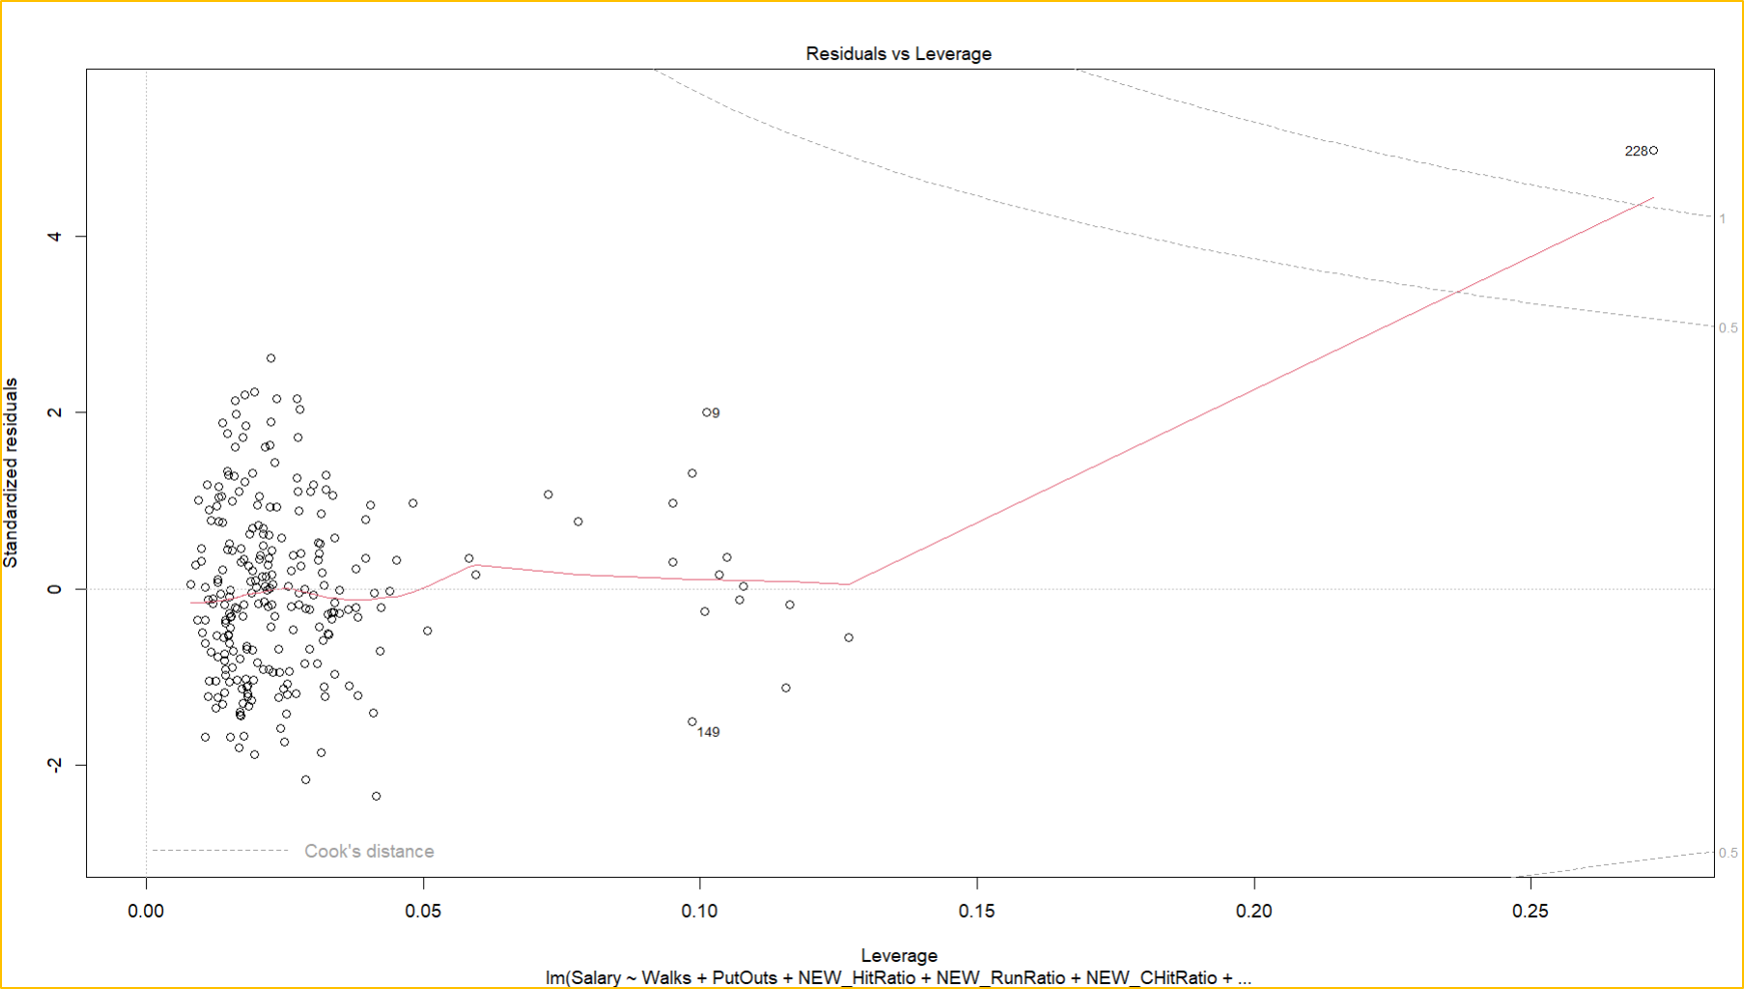 Residuals vs Leverage
228
1
4
0.5
Standardized residuals
2
9
0
149
-2
Cook's distance
0.5
0.00 0.05 0.10 0.15 0.20 0.25
Leverage
lm(Salary ~ Walks + PutOuts + NEW_HitRatio + NEW_RunRatio + NEW_CHitRatio + ...